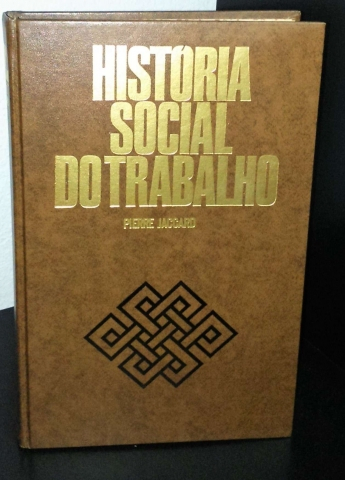 HISTÓRIA
SOCIAL
DO TRABALHO
PIERRE JACCARD